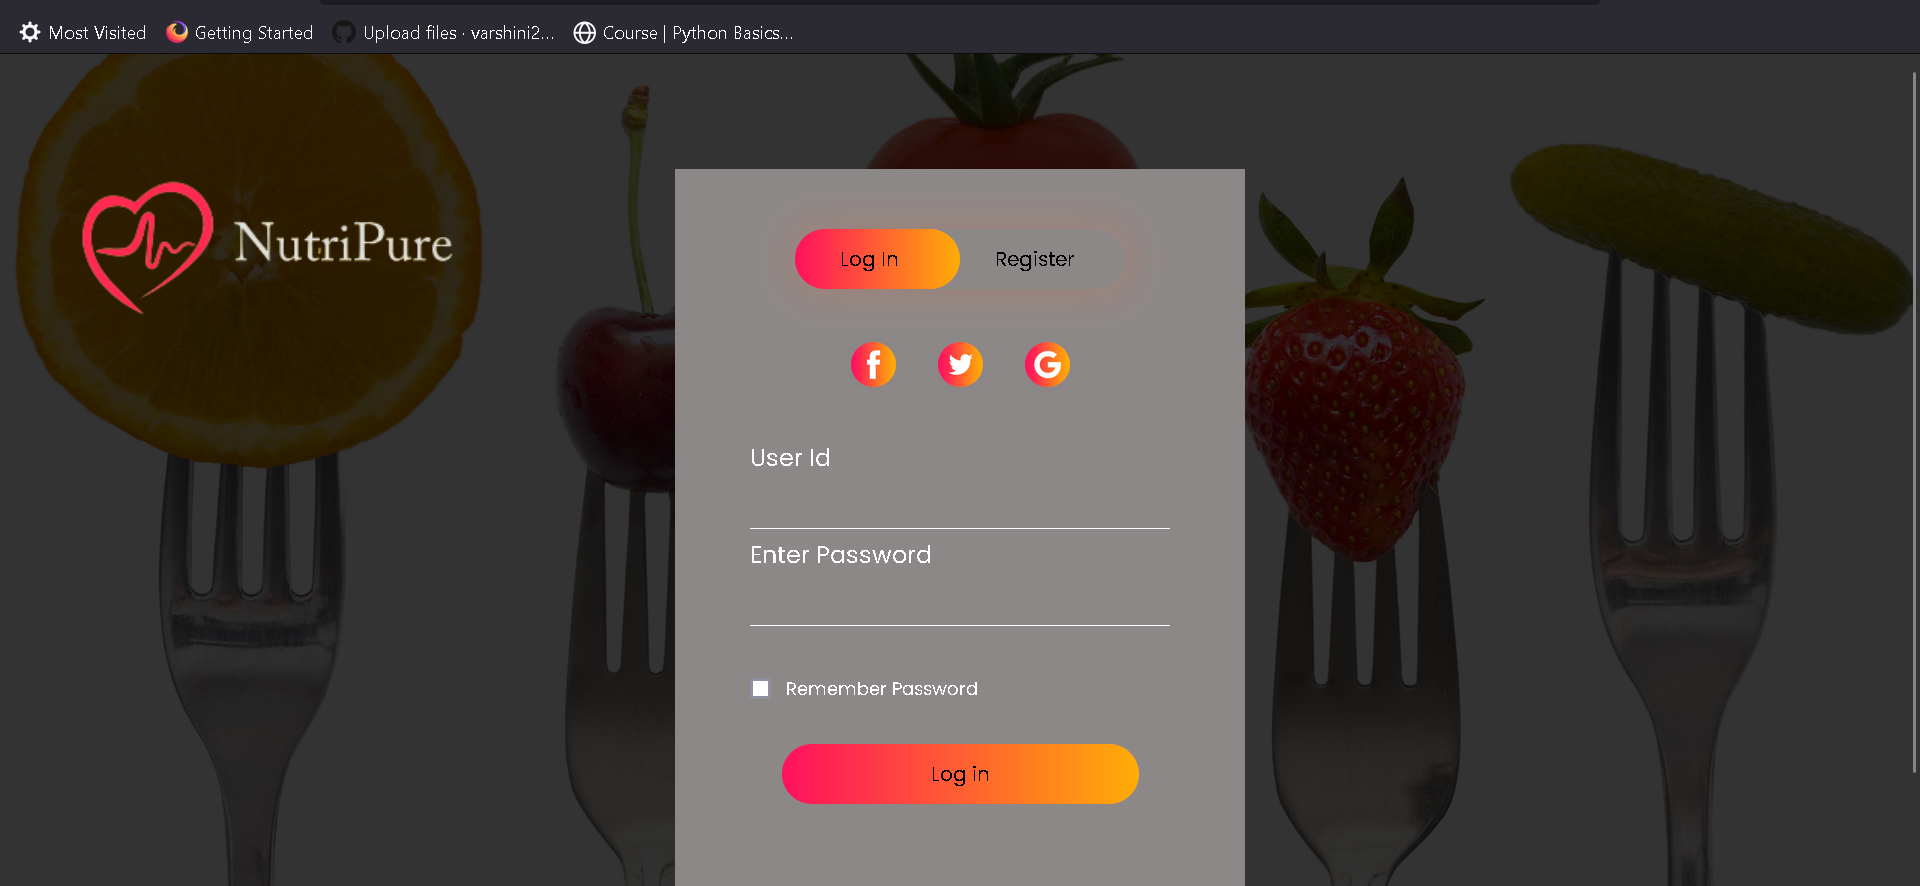 Most Visited
Getting Started
Upload files · varshini2...
Course | Python Basics...
NutriPure
Log In
Register
User Id
Enter Password
Remember Password
Log in